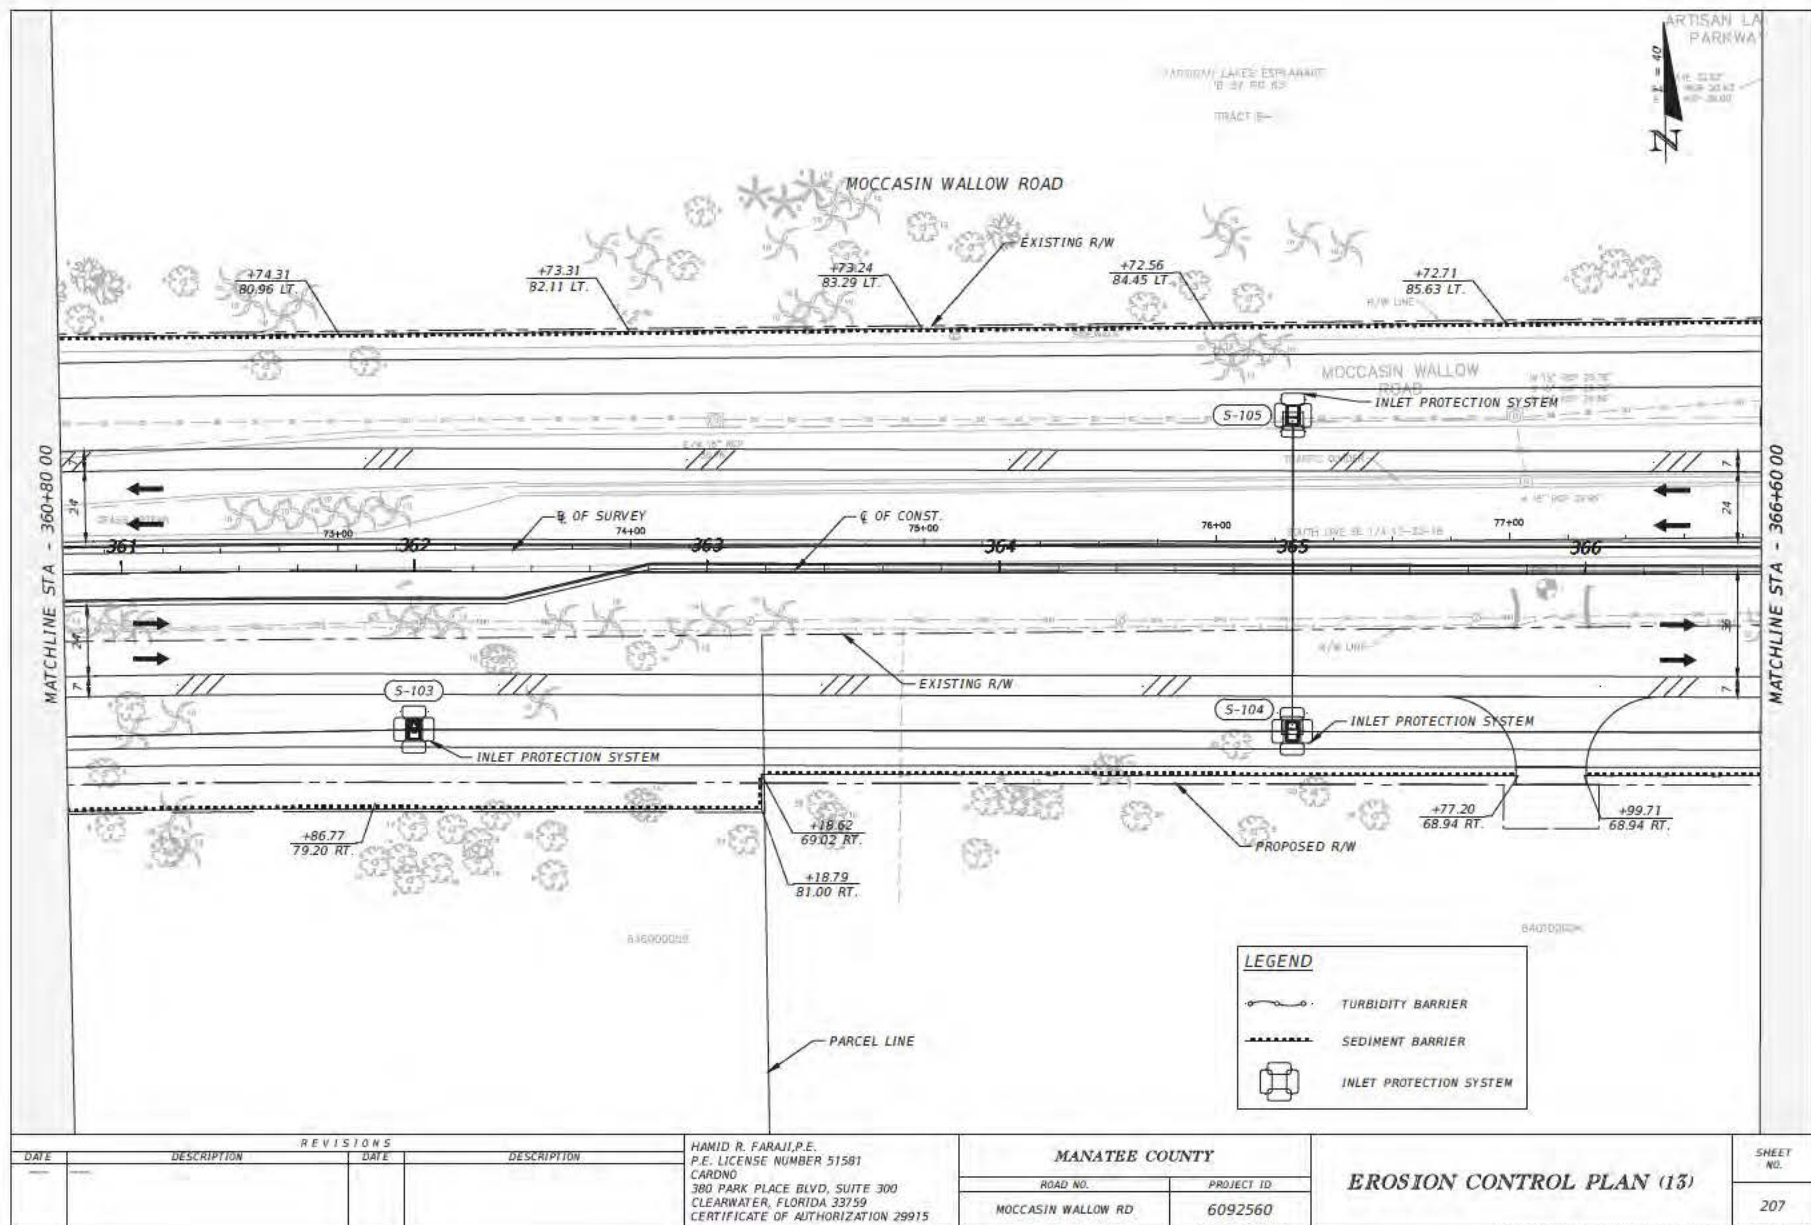 ARTISAN LA
PARKWA
TRACT B-
N
MOCCASIN WALLOW ROAD
EXISTING R/W
+74.31
80.96 LT.
+73.31
82.11 LT.
+73.24
83.29 LT.
+72.56
84.45 LT.
+72.71
85.63 LT.
R/W LINE
MOCCASIN WALLOW
ROAD
INLET PROTECTION SYSTEM
S-105
MATCHLINE STA - 360+80 00
MATCHLINE STA - 366+60 00
7
24
7
24
℄ OF CONST.
OF SURVEY
73+00
74+00
75+00
76+00
77+00
361
362
363
364
365
366
24
7
36
7
R/W LINE
EXISTING R/W
S-103
INLET PROTECTION SYSTEM
S-104
INLET PROTECTION SYSTEM
+86.77
79.20 RT.
+18.62
69.02 RT.
+18.79
81.00 RT.
PROPOSED R/W
+77.20
68.94 RT.
+99.71
68.94 RT.
PARCEL LINE
LEGEND
TURBIDITY BARRIER
SEDIMENT BARRIER
INLET PROTECTION SYSTEM
REVISIONS
DATE DESCRIPTION DATE DESCRIPTION
HAMID R. FARAJI,P.E.
P.E. LICENSE NUMBER 51581
CARDNO
380 PARK PLACE BLVD, SUITE 300
CLEARWATER, FLORIDA 33759
CERTIFICATE OF AUTHORIZATION 29915
MANATEE COUNTY
ROAD NO. PROJECT ID
MOCCASIN WALLOW RD 6092560
EROSION CONTROL PLAN (13)
SHEET
NO.
207